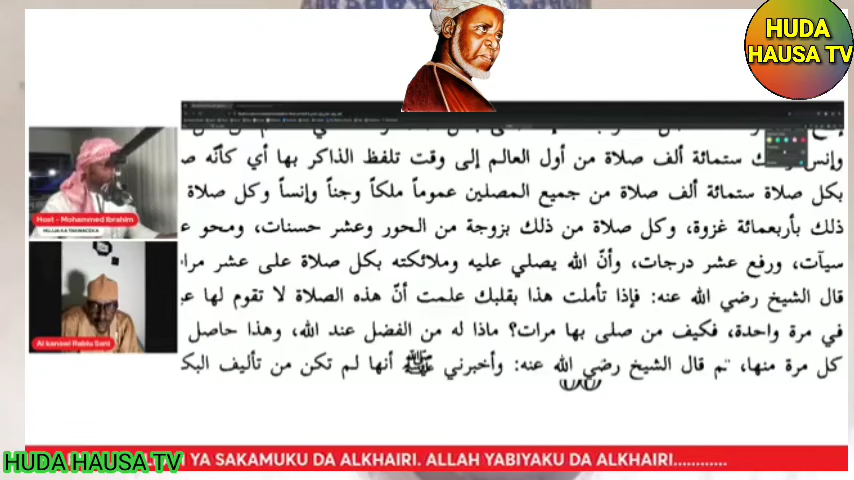 HUDA
HAUSA TV
وإنس
ستمائة ألف صلاة من أول العالم إلى وقت تلفظ الذاكر بها أي كأنّه
بكل صلاة ستمائة ألف صلاة من جميع المصلين عموماً ملكاً وجناً وإنساً وكل صلاة
ذلك بأربعمائة غزوة، وكل صلاة من ذلك بزوجة من الحور وعشر حسنات، ومحو
سيآت، ورفع عشر درجات، وأنّ الله يصلي عليه وملائكته بكل صلاة على عشر
قال الشيخ رضي الله عنه: فإذا تأملت هذا بقلبك علمت أنّ هذه الصلاة لا تقوم لها
في مرة واحدة، فكيف من صلى بها مرات؟ ماذا له من الفضل عند الله، وهذا حاصل
كل مرة منها، ثم قال الشيخ رضي الله عنه: وأخبرني ﷺ أنها لم تكن من تأليف
Host - Mohammed Ibrahim
HUJJA KA TAKWACEKA
Al kanawi Rabiu Sani
HUDA HAUSA TV
YA SAKAMUKU DA ALKHAIRI. ALLAH YABIYAKU DA ALKHAIRI............